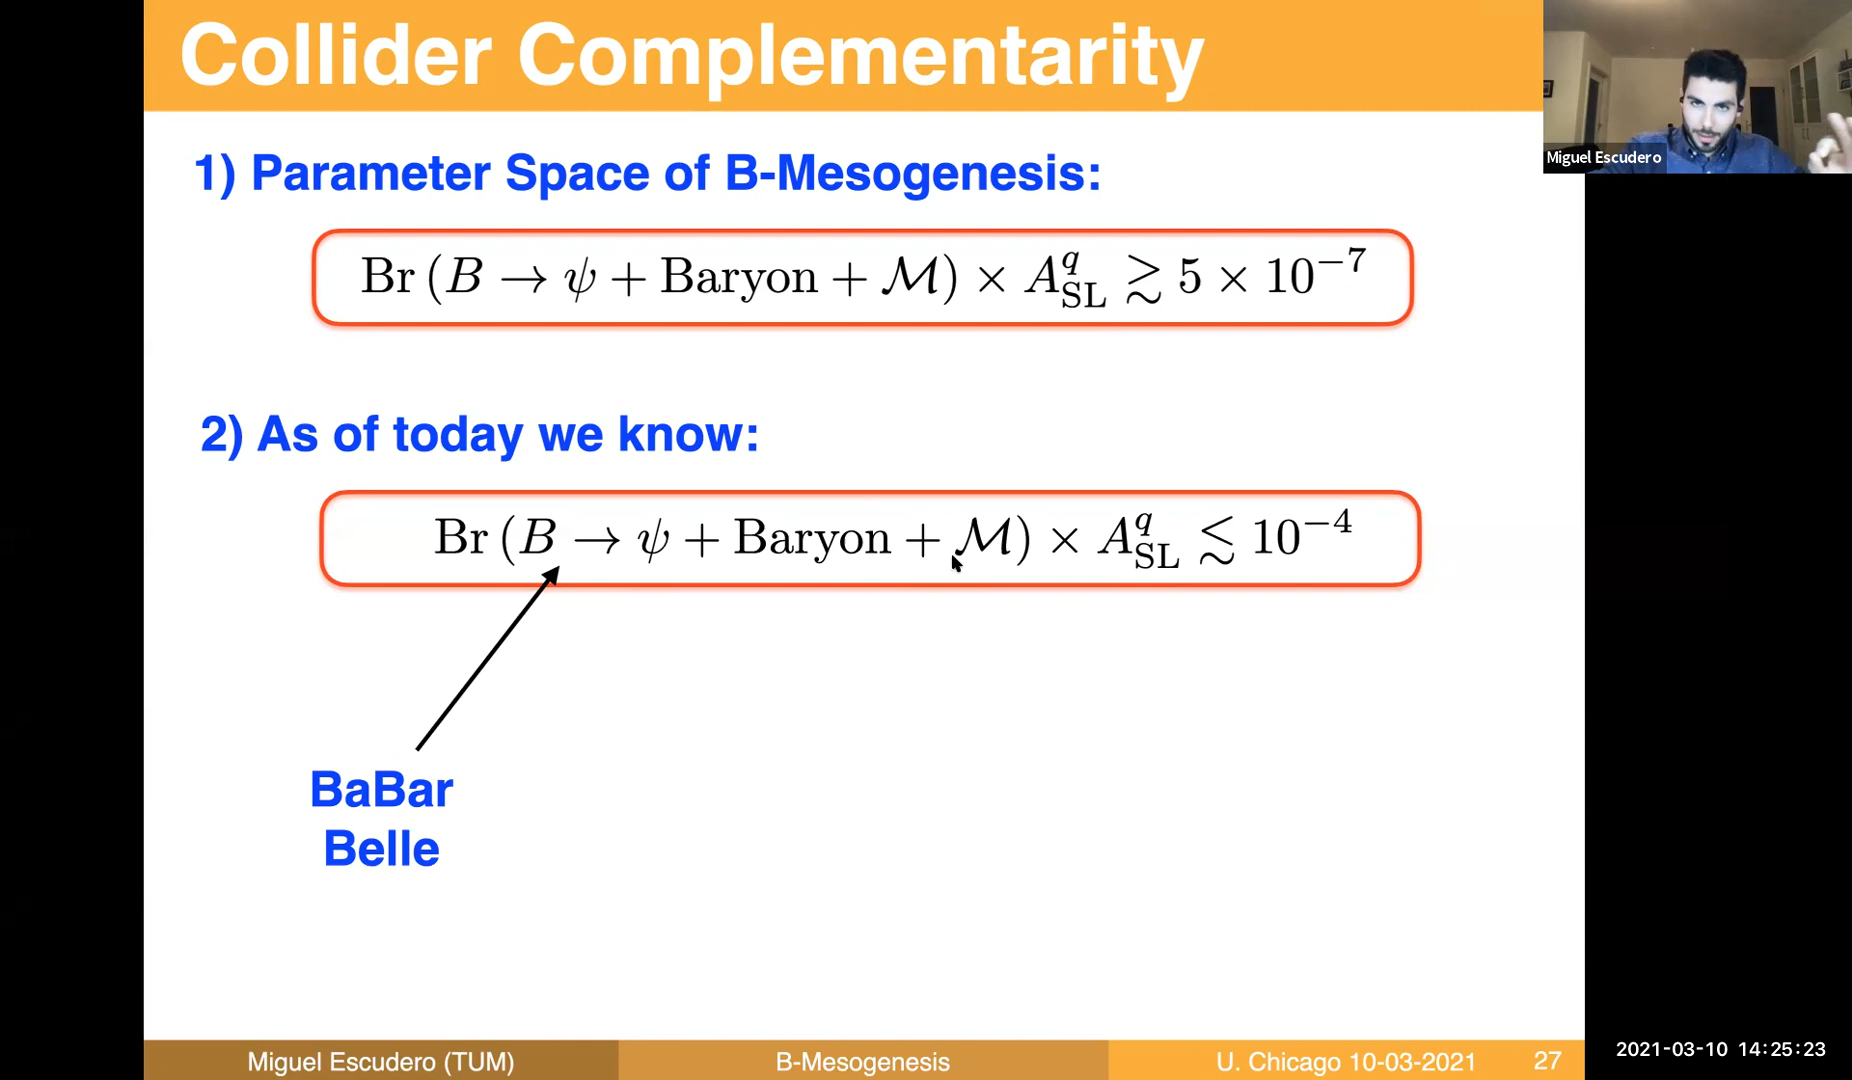 Collider Complementarity
Miguel Escudero
1) Parameter Space of B-Mesogenesis:
Br (B → ψ + Baryon + ℳ) × A^q_SL ≳ 5 × 10^−7
2) As of today we know:
Br (B → ψ + Baryon + ℳ) × A^q_SL ≲ 10^−4
BaBar
Belle
Miguel Escudero (TUM) B-Mesogenesis U. Chicago 10-03-2021 27
2021-03-10 14:25:23